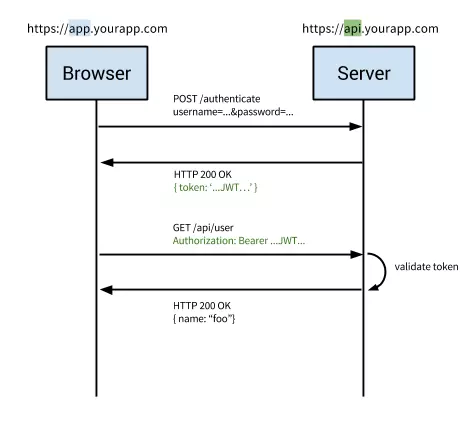 https://app.yourapp.com
https://api.yourapp.com
Browser
Server
POST /authenticate
username=...&password=...
HTTP 200 OK
{ token: ‘...JWT...’ }
GET /api/user
Authorization: Bearer ...JWT...
validate token
HTTP 200 OK
{ name: “foo”}